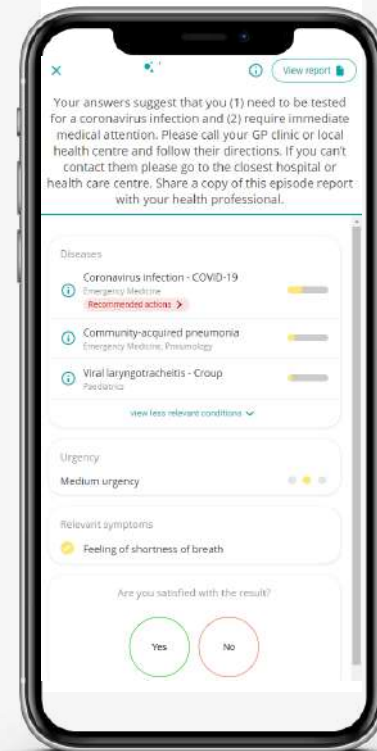 View report
Your answers suggest that you (1) need to be tested
for a coronavirus infection and (2) require immediate
medical attention. Please call your GP clinic or local
health centre and follow their directions. If you can't
contact them please go to the closest hospital or
health care centre. Share a copy of this episode report
with your health professional.
Diseases
Coronavirus infection - COVID-19
Emergency Medicine
Recommended actions
Community-acquired pneumonia
Emergency Medicine, Pneumology
Viral laryngotracheitis - Croup
Paediatrics
view less relevant conditions
Urgency
Medium urgency
Relevant symptoms
Feeling of shortness of breath
Are you satisfied with the result?
Yes No